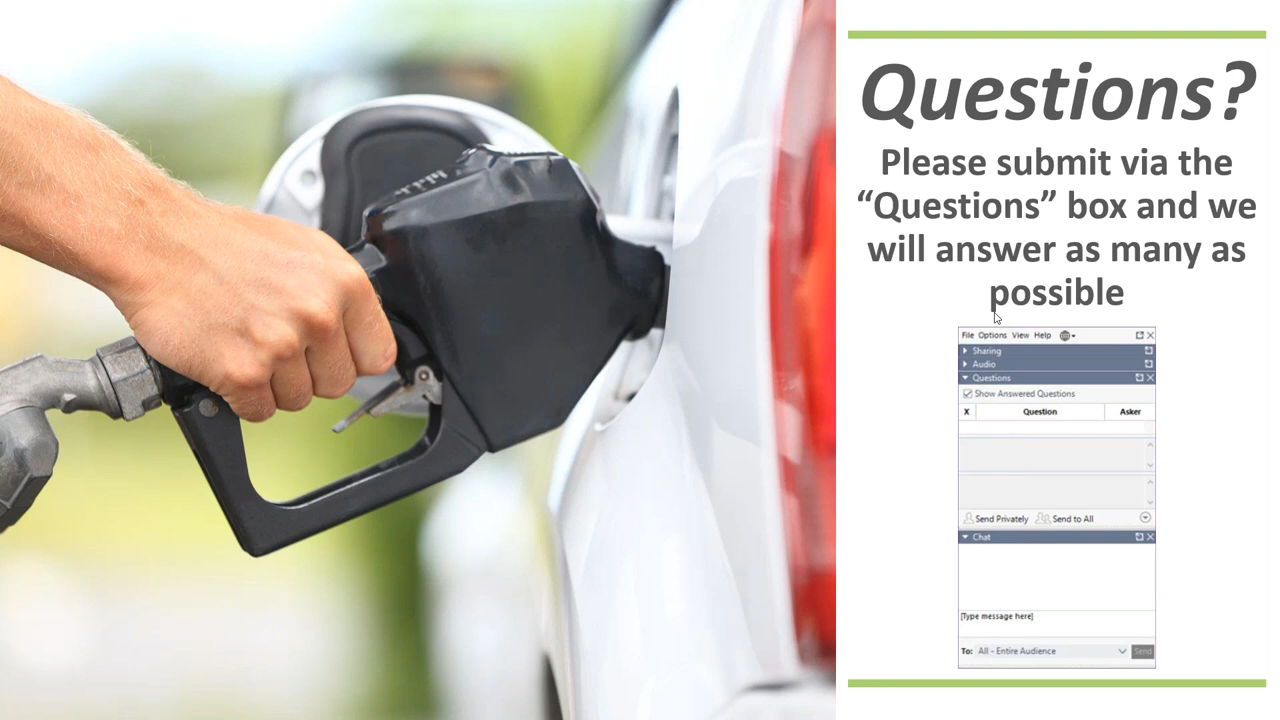 Questions?
Please submit via the
“Questions” box and we
will answer as many as
possible
File Options View Help
Sharing
Audio
Questions
Show Answered Questions
X Question Asker
Send Privately Send to All
Chat
[Type message here]
To: All - Entire Audience Send